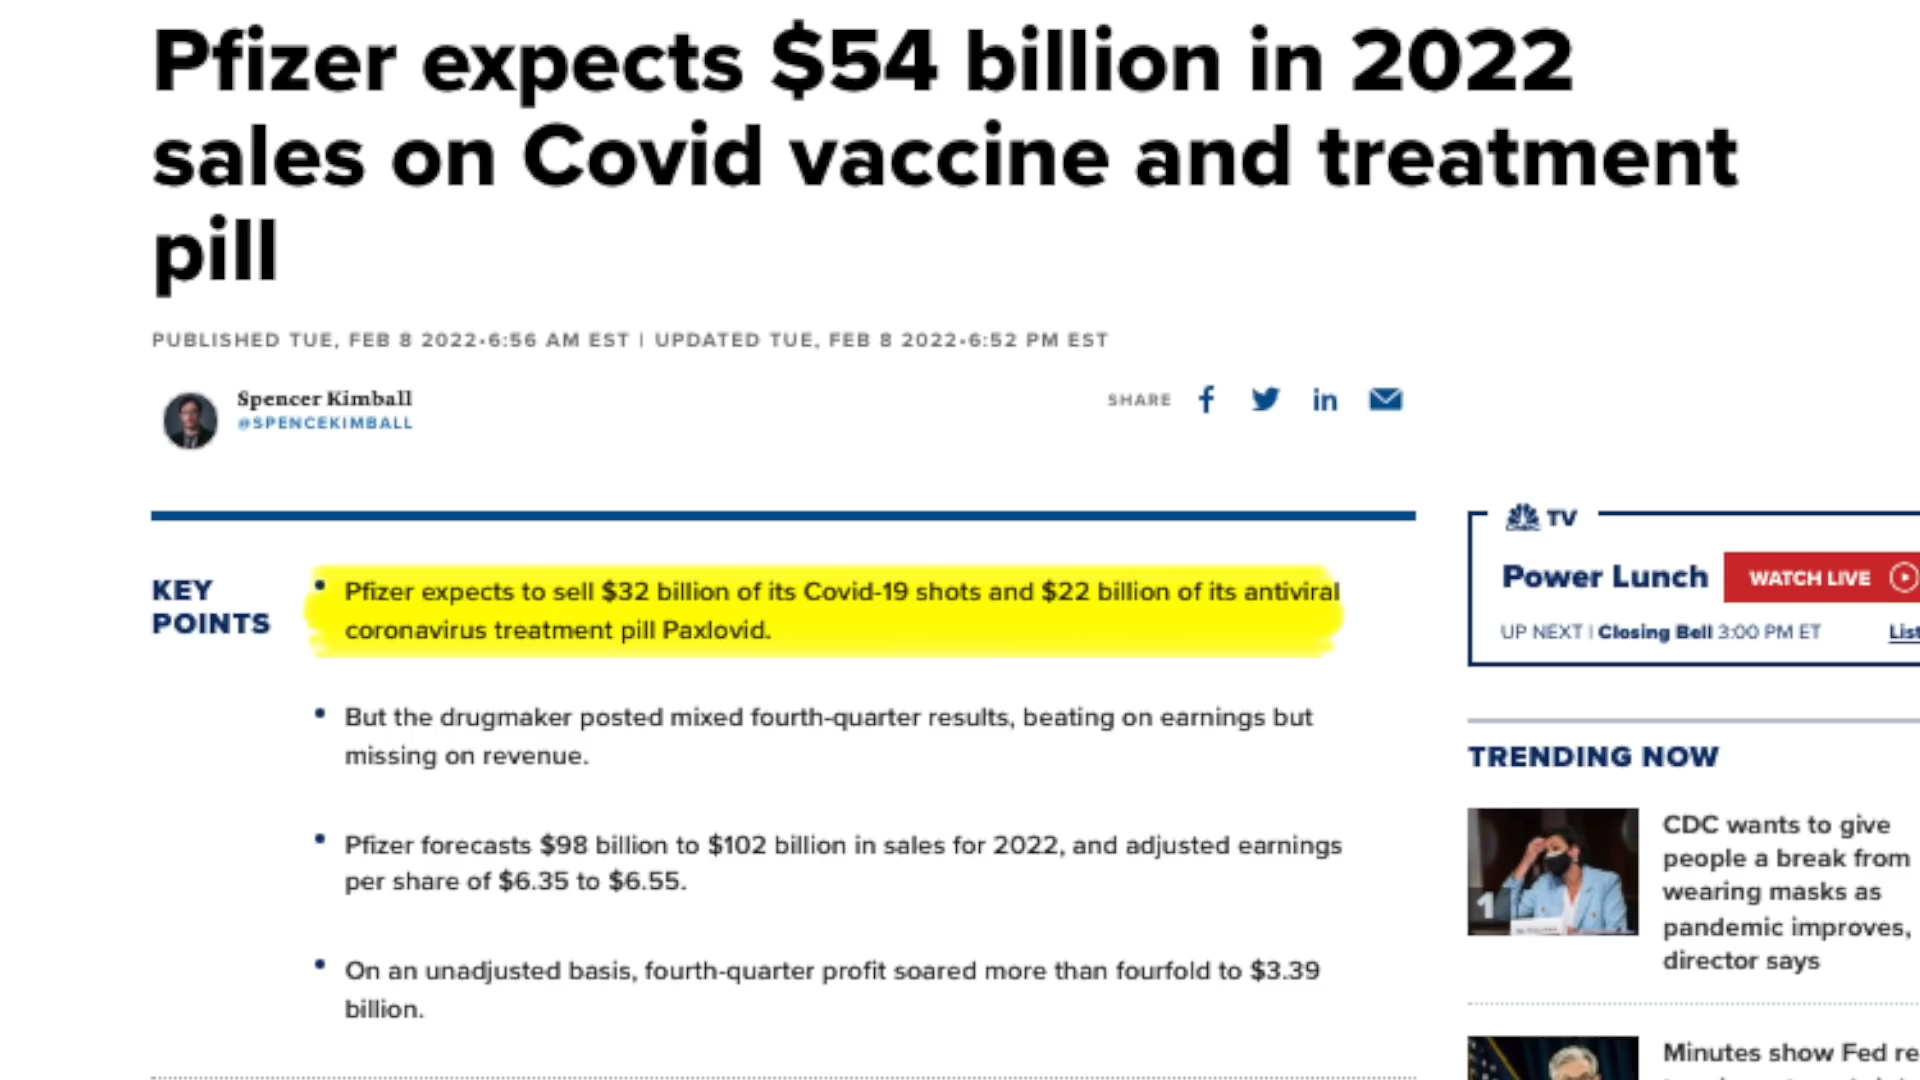 Pfizer expects $54 billion in 2022
sales on Covid vaccine and treatment
pill
PUBLISHED TUE, FEB 8 2022•6:56 AM EST | UPDATED TUE, FEB 8 2022•6:52 PM EST
Spencer Kimball
@SPENCEKIMBALL
SHARE
KEY
POINTS
• Pfizer expects to sell $32 billion of its Covid-19 shots and $22 billion of its antiviral
coronavirus treatment pill Paxlovid.
• But the drugmaker posted mixed fourth-quarter results, beating on earnings but
missing on revenue.
• Pfizer forecasts $98 billion to $102 billion in sales for 2022, and adjusted earnings
per share of $6.35 to $6.55.
• On an unadjusted basis, fourth-quarter profit soared more than fourfold to $3.39
billion.
TV
Power Lunch
WATCH LIVE
UP NEXT | Closing Bell 3:00 PM ET
TRENDING NOW
1
CDC wants to give
people a break from
wearing masks as
pandemic improves,
director says
Minutes show Fed